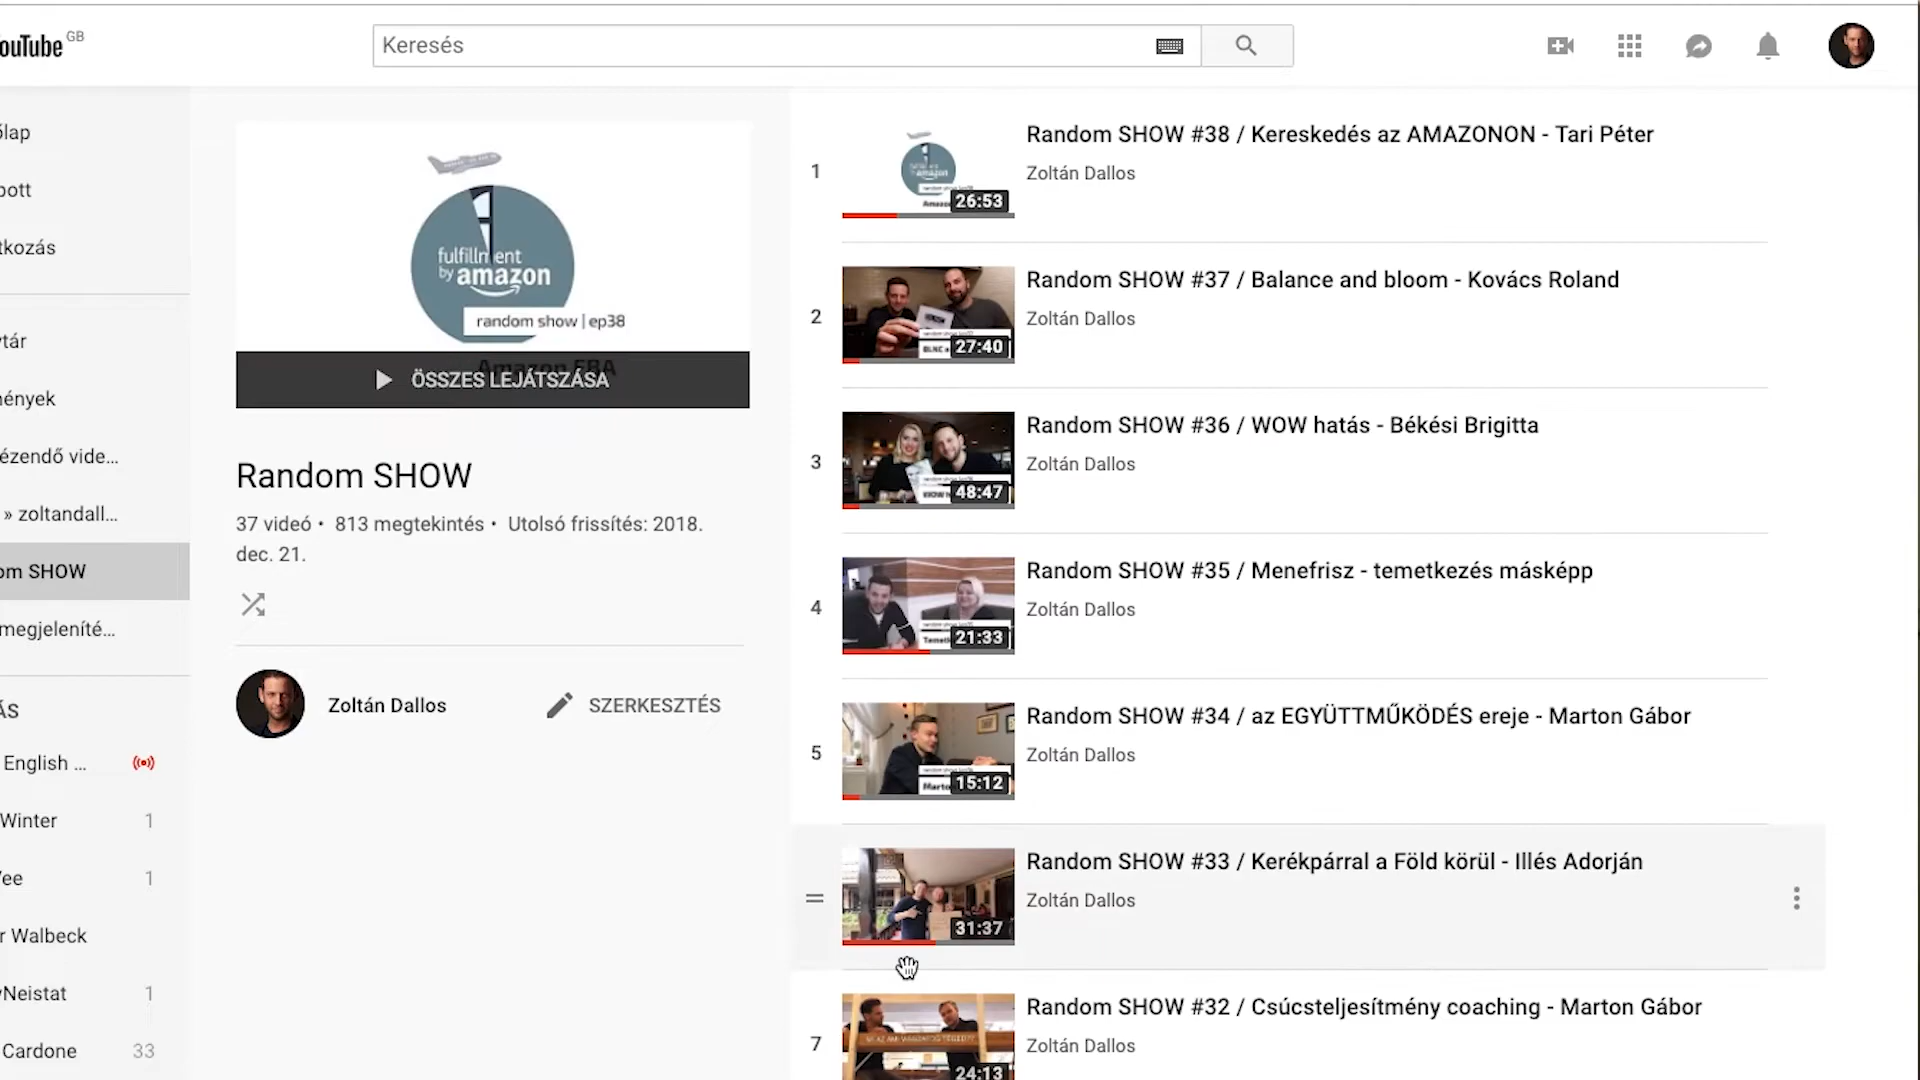 ouTube GB
Keresés
őlap
pott
tkozás
tár
nények
ézendő vide...
» zoltandall...
om SHOW
megjeleníté...
ÁS
English ...
Winter 1
ee 1
r Walbeck
Neistat 1
Cardone 33
fulfillment
by amazon
random show | ep38
Amazon FBA
ÖSSZES LEJÁTSZÁSA
Random SHOW
37 videó • 813 megtekintés • Utolsó frissítés: 2018.
dec. 21.
Zoltán Dallos
SZERKESZTÉS
1
26:53
Random SHOW #38 / Kereskedés az AMAZONON - Tari Péter
Zoltán Dallos
2
27:40
Random SHOW #37 / Balance and bloom - Kovács Roland
Zoltán Dallos
3
48:47
Random SHOW #36 / WOW hatás - Békési Brigitta
Zoltán Dallos
4
21:33
Random SHOW #35 / Menefrisz - temetkezés másképp
Zoltán Dallos
5
15:12
Random SHOW #34 / az EGYÜTTMŰKÖDÉS ereje - Marton Gábor
Zoltán Dallos
31:37
Random SHOW #33 / Kerékpárral a Föld körül - Illés Adorján
Zoltán Dallos
7
24:13
Random SHOW #32 / Csúcsteljesítmény coaching - Marton Gábor
Zoltán Dallos